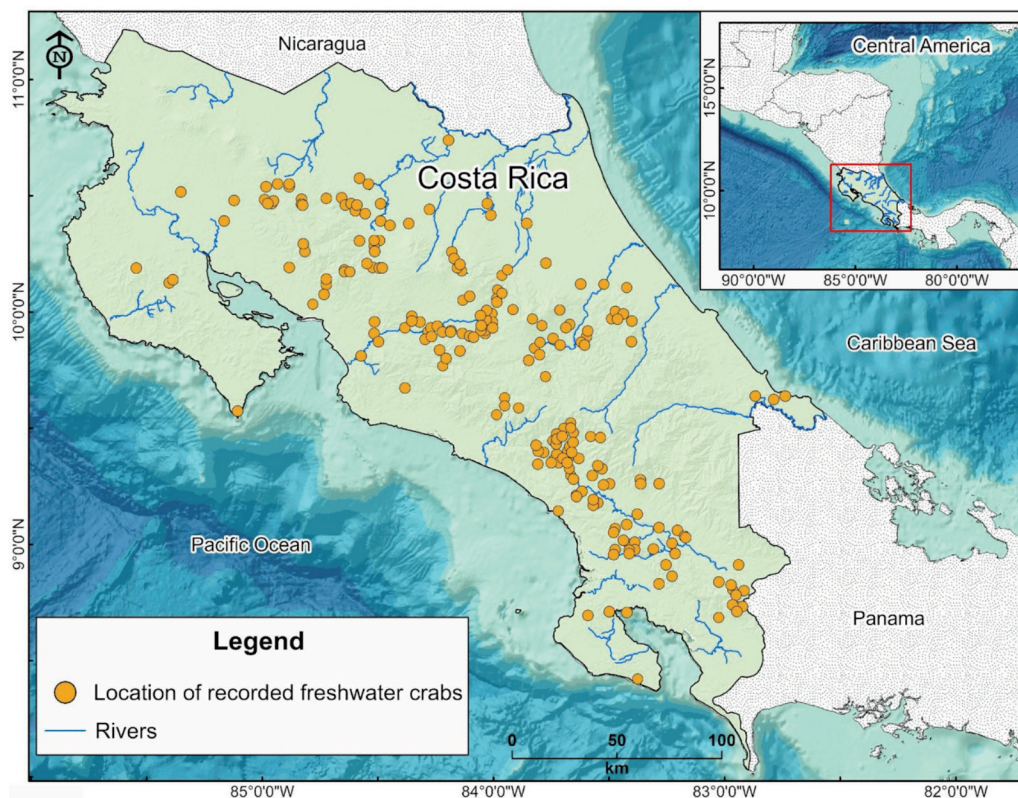 Nicaragua
N
Costa Rica
Pacific Ocean
Caribbean Sea
Panama
Central America
15°0'0"N
10°0'0"N
90°0'0"W
85°0'0"W
80°0'0"W
11°0'0"N
10°0'0"N
9°0'0"N
Legend
Location of recorded freshwater crabs
Rivers
0
50
100
km
85°0'0"W
84°0'0"W
83°0'0"W
82°0'0"W